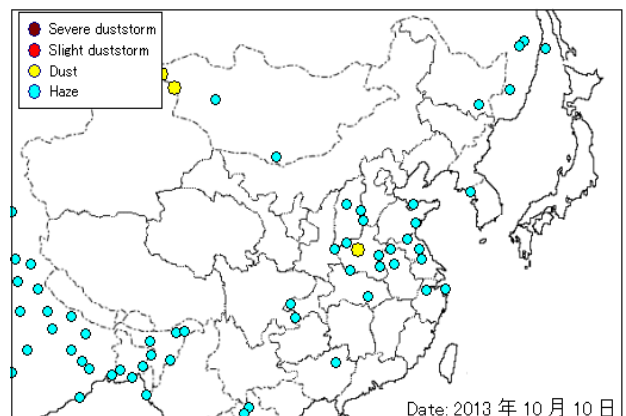 Severe duststorm
Slight duststorm
Dust
Haze
Date: 2013 年 10 月 10 日